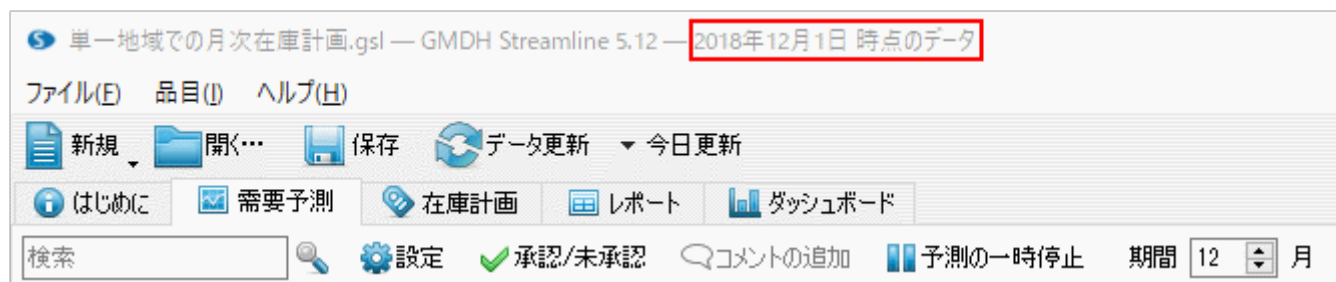 単一地域での月次在庫計画.gsl — GMDH Streamline 5.12 — 2018年12月1日 時点のデータ
ファイル(F) 品目(I) ヘルプ(H)
新規 開く… 保存 データ更新 今日更新
はじめに 需要予測 在庫計画 レポート ダッシュボード
検索 設定 承認/未承認 コメントの追加 予測の一時停止 期間 12 月